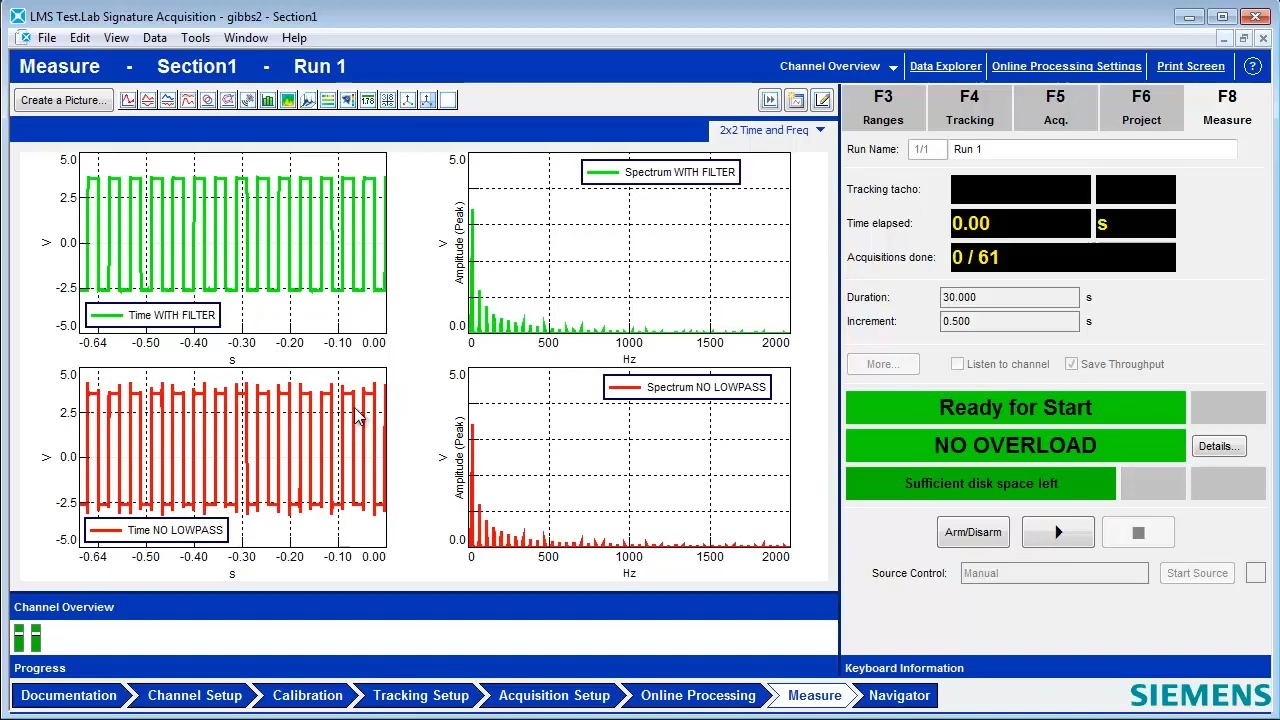 LMS Test.Lab Signature Acquisition - gibbs2 - Section1
File Edit View Data Tools Window Help
Measure - Section1 - Run 1
Channel Overview Data Explorer Online Processing Settings Print Screen ?
Create a Picture...
2x2 Time and Freq
5.0
2.5
0.0
-2.5
-5.0
V
Time WITH FILTER
-0.64 -0.50 -0.40 -0.30 -0.20 -0.10 0.00
s
5.0
0.0
V
Amplitude (Peak)
Spectrum WITH FILTER
0 500 1000 1500 2000
Hz
5.0
2.5
0.0
-2.5
-5.0
V
Time NO LOWPASS
-0.64 -0.50 -0.40 -0.30 -0.20 -0.10 0.00
s
5.0
0.0
V
Amplitude (Peak)
Spectrum NO LOWPASS
0 500 1000 1500 2000
Hz
Channel Overview
Progress
F3 F4 F5 F6 F8
Ranges Tracking Acq. Project Measure
Run Name: 1/1 Run 1
Tracking tacho:
Time elapsed: 0.00 s
Acquisitions done: 0 / 61
Duration: 30.000 s
Increment: 0.500 s
More... Listen to channel Save Throughput
Ready for Start
NO OVERLOAD Details...
Sufficient disk space left
Arm/Disarm
Source Control: Manual Start Source
Keyboard Information
Documentation Channel Setup Calibration Tracking Setup Acquisition Setup Online Processing Measure Navigator
SIEMENS